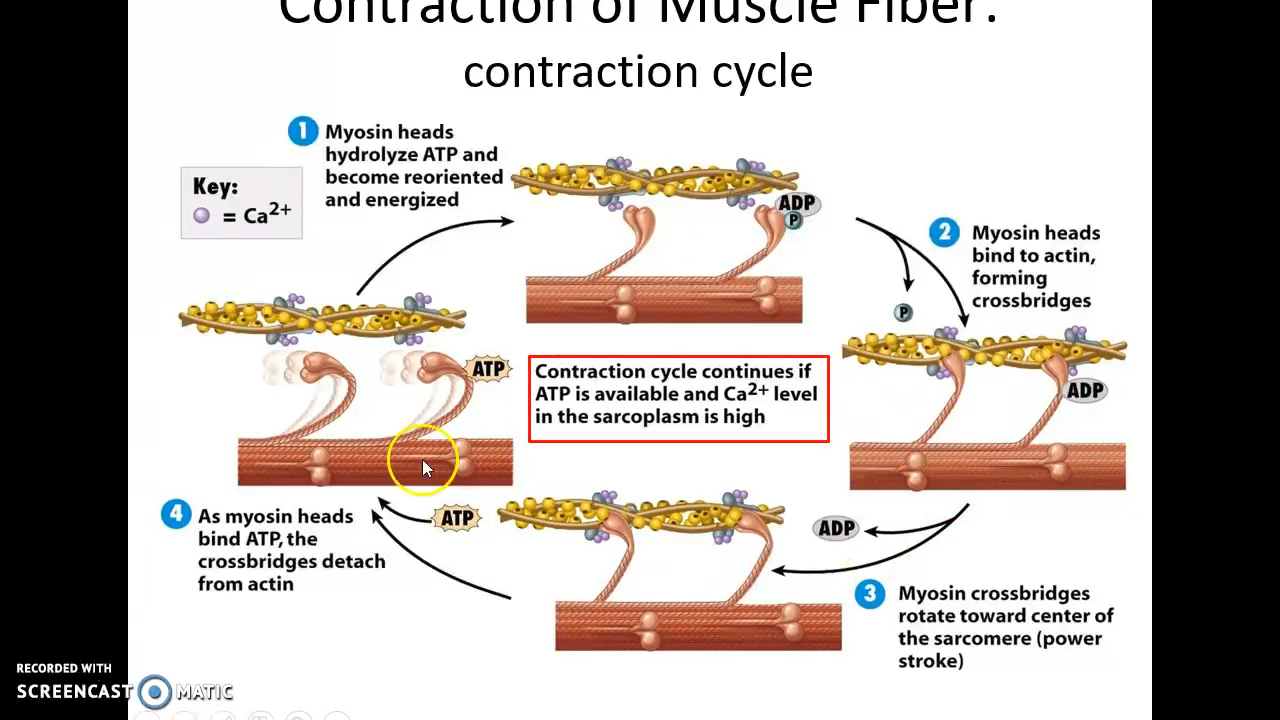 Contraction of Muscle Fiber:
contraction cycle
1 Myosin heads
hydrolyze ATP and
become reoriented
and energized
Key:
= Ca2+
ADP
P
2 Myosin heads
bind to actin,
forming
crossbridges
P
ATP
Contraction cycle continues if
ATP is available and Ca2+ level
in the sarcoplasm is high
ADP
4 As myosin heads
bind ATP, the
crossbridges detach
from actin
ATP
ADP
3 Myosin crossbridges
rotate toward center of
the sarcomere (power
stroke)
RECORDED WITH
SCREENCAST MATIC